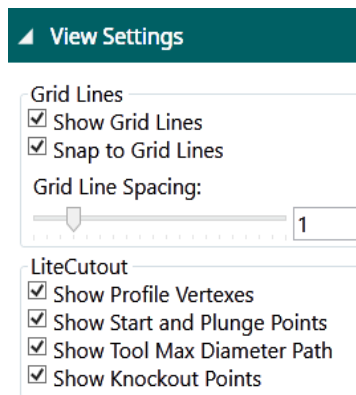 View Settings
Grid Lines
Show Grid Lines
Snap to Grid Lines
Grid Line Spacing:
1
LiteCutout
Show Profile Vertexes
Show Start and Plunge Points
Show Tool Max Diameter Path
Show Knockout Points